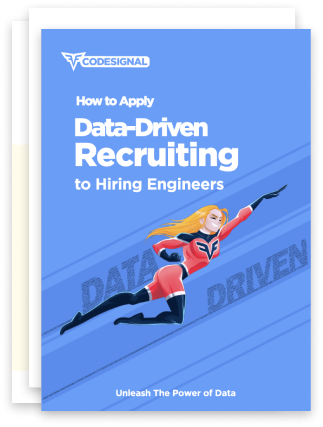 CODESIGNAL
How to Apply
Data-Driven
Recruiting
to Hiring Engineers
DATA
DRIVEN
Unleash The Power of Data